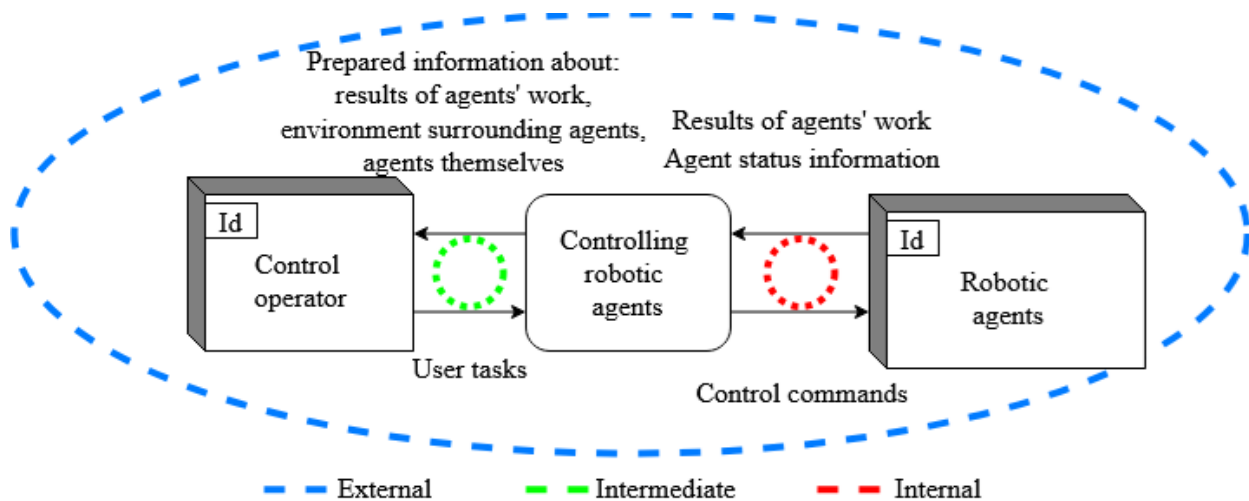 Prepared information about:
results of agents' work,
environment surrounding agents,
agents themselves
Results of agents' work
Agent status information
Id
Control
operator
Controlling
robotic
agents
Id
Robotic
agents
User tasks
Control commands
External
Intermediate
Internal